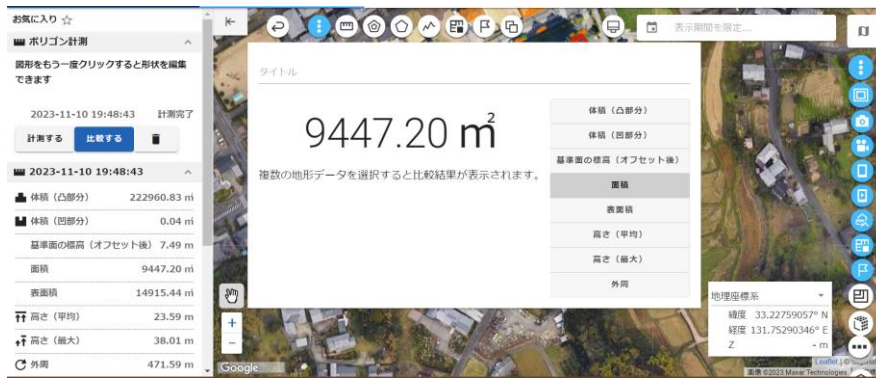 お気に入り ☆
ポリゴン計測
図形をもう一度クリックすると形状を編集
できます
2023-11-10 19:48:43 計測完了
計測する 比較する
2023-11-10 19:48:43
体積（凸部分） 222960.83 ㎥
体積（凹部分） 0.04 ㎥
基準面の標高（オフセット後） 7.49 m
面積 9447.20 ㎡
表面積 14915.44 ㎡
高さ（平均） 23.59 m
高さ（最大） 38.01 m
外周 471.59 m
表示期間を限定...
タイトル
9447.20 ㎡
複数の地形データを選択すると比較結果が表示されます。
体積（凸部分）
体積（凹部分）
基準面の標高（オフセット後）
面積
表面積
高さ（平均）
高さ（最大）
外周
地理座標系
緯度 33.22759057° N
経度 131.75290346° E
Z - m
+
−
Google
Leaflet | ©
画像 ©2023 Maxar Technologies